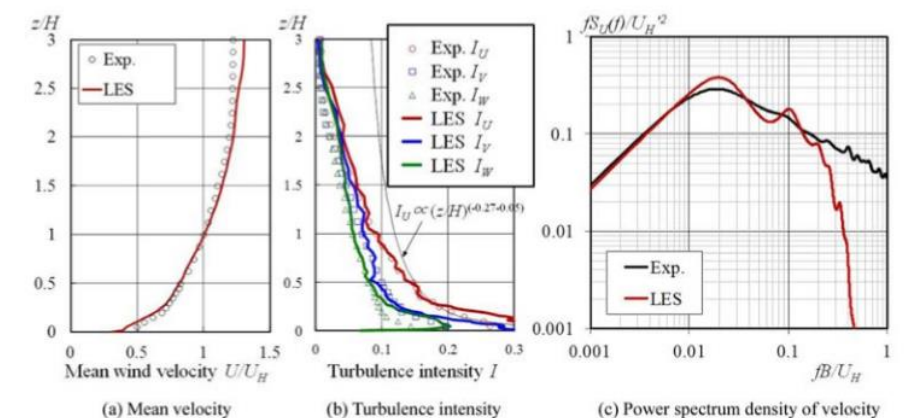 z/H
3
2.5
2
1.5
1
0.5
0
Exp.
LES
0 0.5 1 1.5
Mean wind velocity U/U_H
(a) Mean velocity
z/H
3
2.5
2
1.5
1
0.5
0
Exp. I_U
Exp. I_V
Exp. I_W
LES I_U
LES I_V
LES I_W
I_U ∝ (z/H)^(-0.27-0.05)
0 0.1 0.2 0.3
Turbulence intensity I
(b) Turbulence intensity
fS_U(f)/U_H'^2
1
0.1
0.01
0.001
Exp.
LES
0.001 0.01 0.1 1
fB/U_H
(c) Power spectrum density of velocity